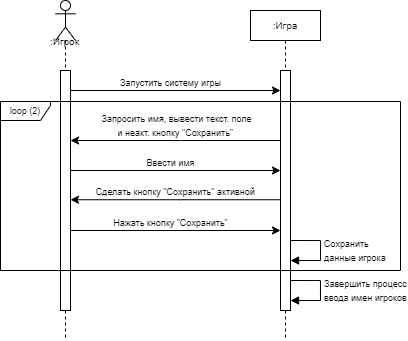 :Игрок
:Игра
Запустить систему игры
loop (2)
Запросить имя, вывести текст. поле
и неакт. кнопку "Сохранить"
Ввести имя
Сделать кнопку "Сохранить" активной
Нажать кнопку "Сохранить"
Сохранить
данные игрока
Завершить процесс
ввода имен игроков